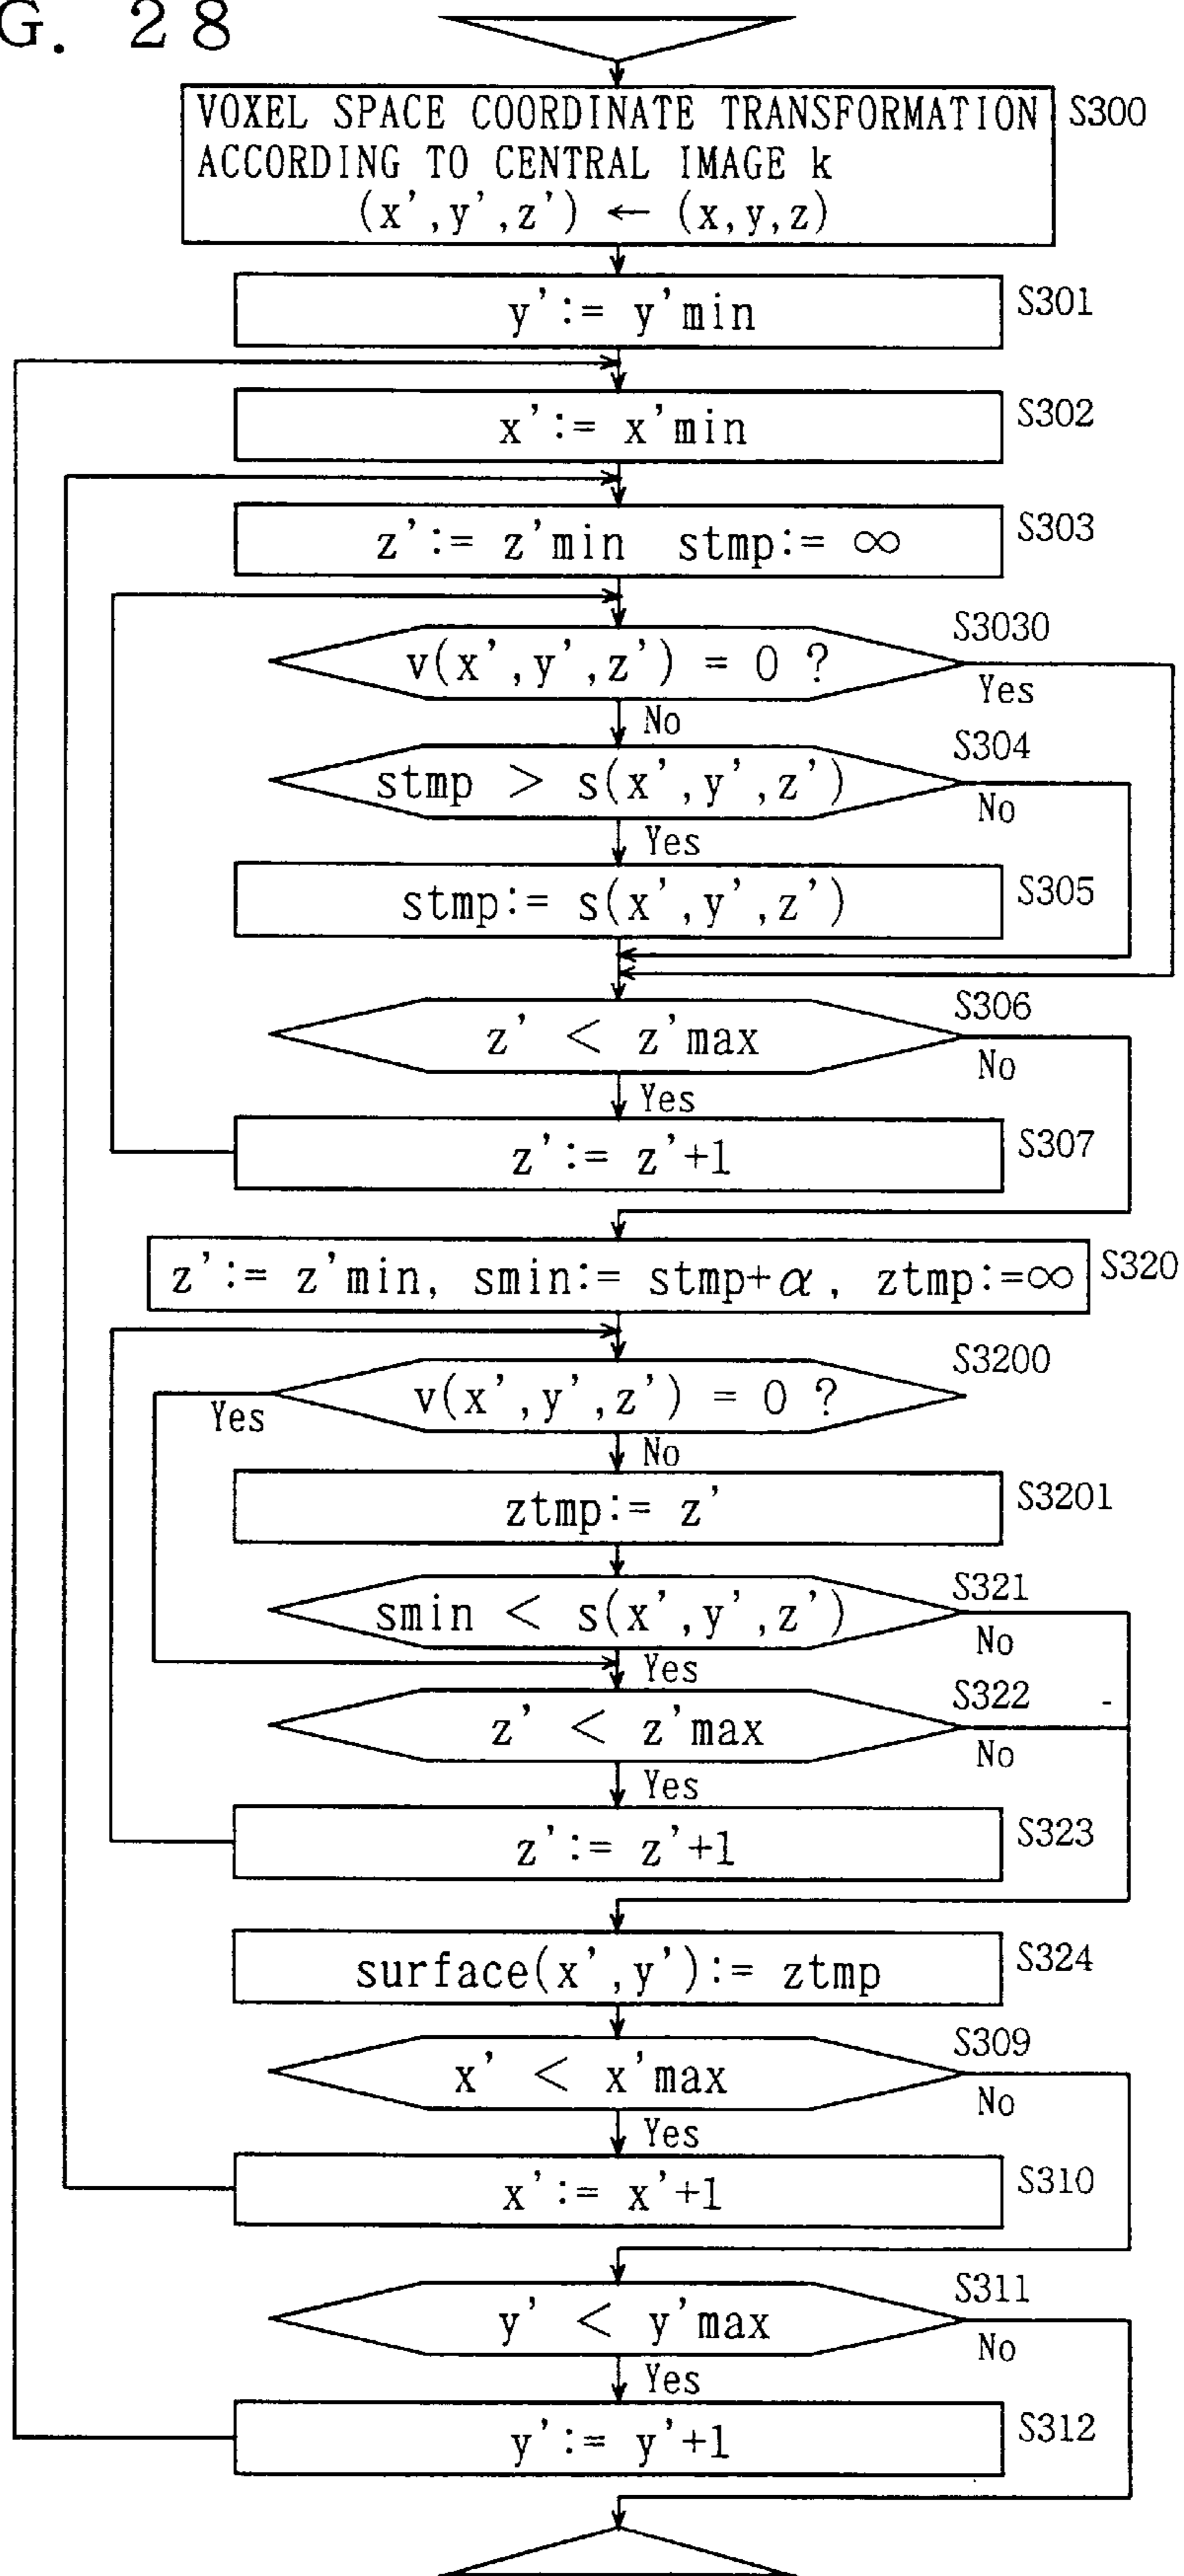 G. 28
VOXEL SPACE COORDINATE TRANSFORMATION
ACCORDING TO CENTRAL IMAGE k
(x',y',z') ← (x,y,z)
S300
y':= y'min
S301
x':= x'min
S302
z':= z'min stmp:= ∞
S303
v(x',y',z') = 0 ?
S3030
Yes
No
stmp > s(x',y',z')
S304
No
Yes
stmp:= s(x',y',z')
S305
z' < z'max
S306
No
Yes
z':= z'+1
S307
z':= z'min, smin:= stmp+α, ztmp:=∞
S320
v(x',y',z') = 0 ?
S3200
Yes
No
ztmp:= z'
S3201
smin < s(x',y',z')
S321
No
Yes
z' < z'max
S322
No
Yes
z':= z'+1
S323
surface(x',y'):= ztmp
S324
x' < x'max
S309
No
Yes
x':= x'+1
S310
y' < y'max
S311
No
Yes
y':= y'+1
S312